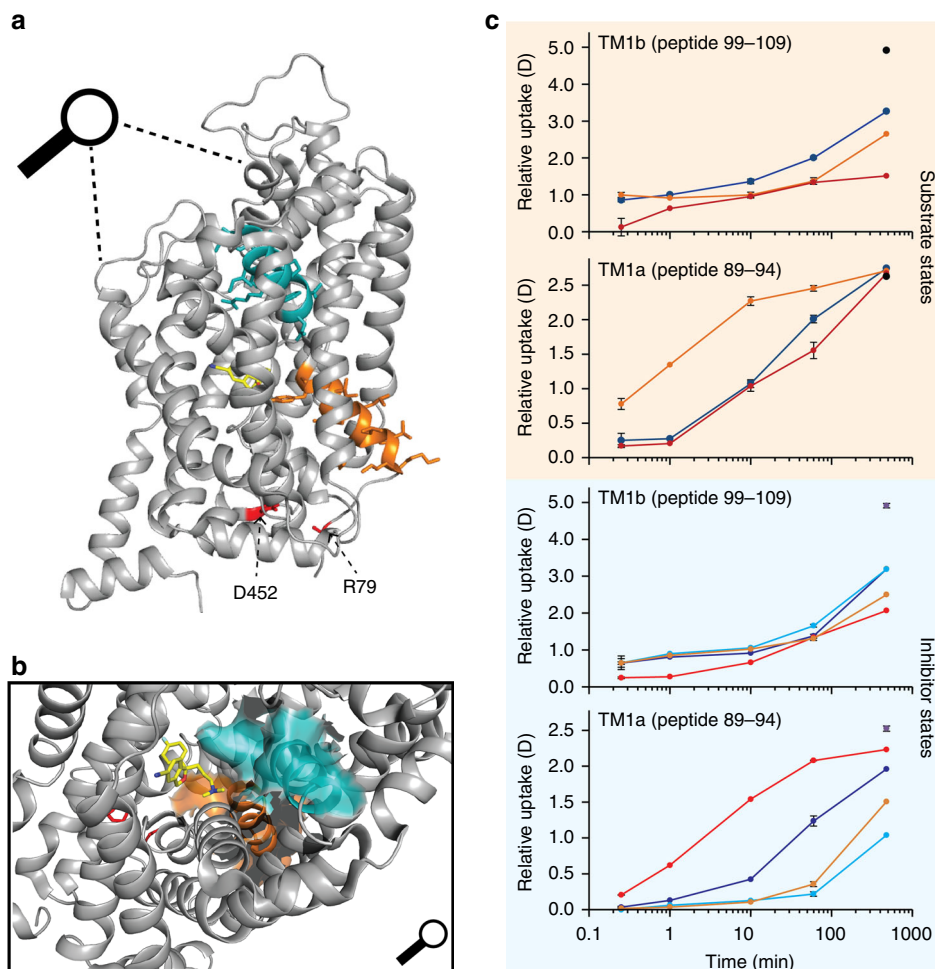 a
D452
R79
b
c
TM1b (peptide 99–109)
Relative uptake (D)
5.0
4.0
3.0
2.0
1.0
0.0
TM1a (peptide 89–94)
Relative uptake (D)
2.5
2.0
1.5
1.0
0.5
0.0
Substrate states
TM1b (peptide 99–109)
Relative uptake (D)
5.0
4.0
3.0
2.0
1.0
0.0
TM1a (peptide 89–94)
Relative uptake (D)
2.5
2.0
1.5
1.0
0.5
0.0
Inhibitor states
0.1 1 10 100 1000
Time (min)